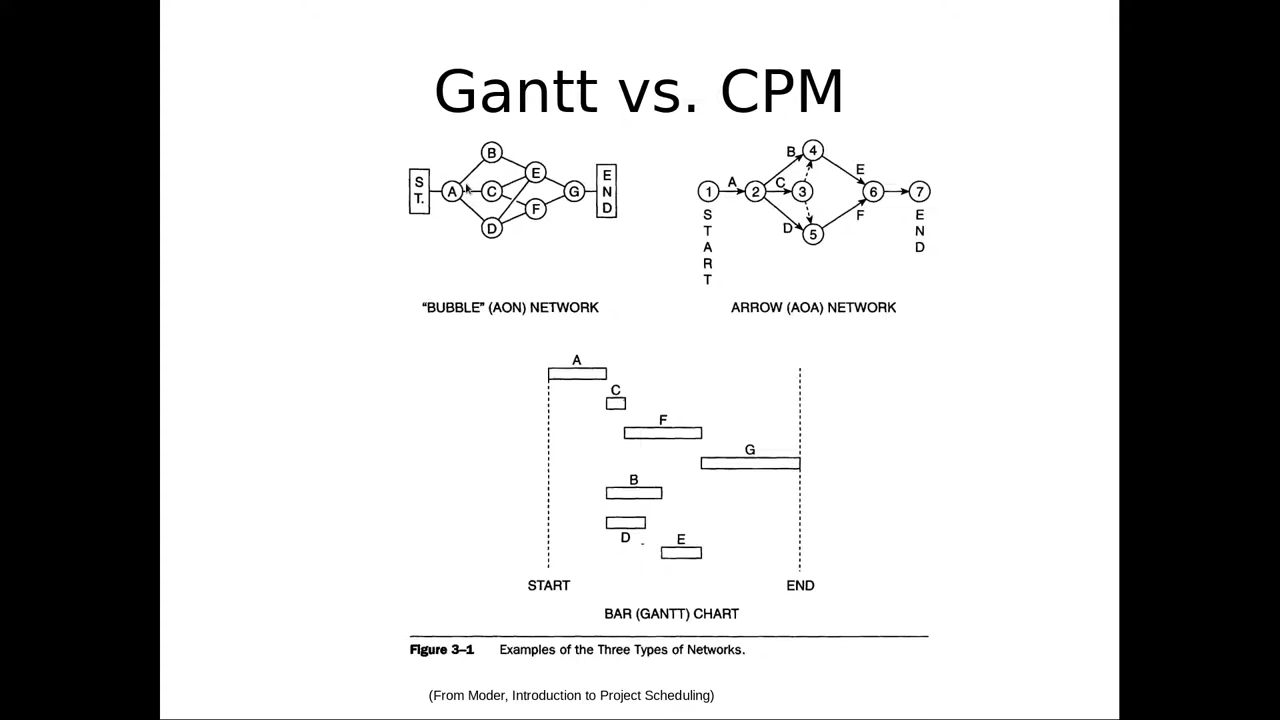 Gantt vs. CPM
S
T.
A
B
C
D
E
F
G
E
N
D
"BUBBLE" (AON) NETWORK
1
A
2
B
C
D
3
4
5
E
F
6
7
S
T
A
R
T
E
N
D
ARROW (AOA) NETWORK
A
C
F
G
B
D
E
START
END
BAR (GANTT) CHART
Figure 3–1 Examples of the Three Types of Networks.
(From Moder, Introduction to Project Scheduling)